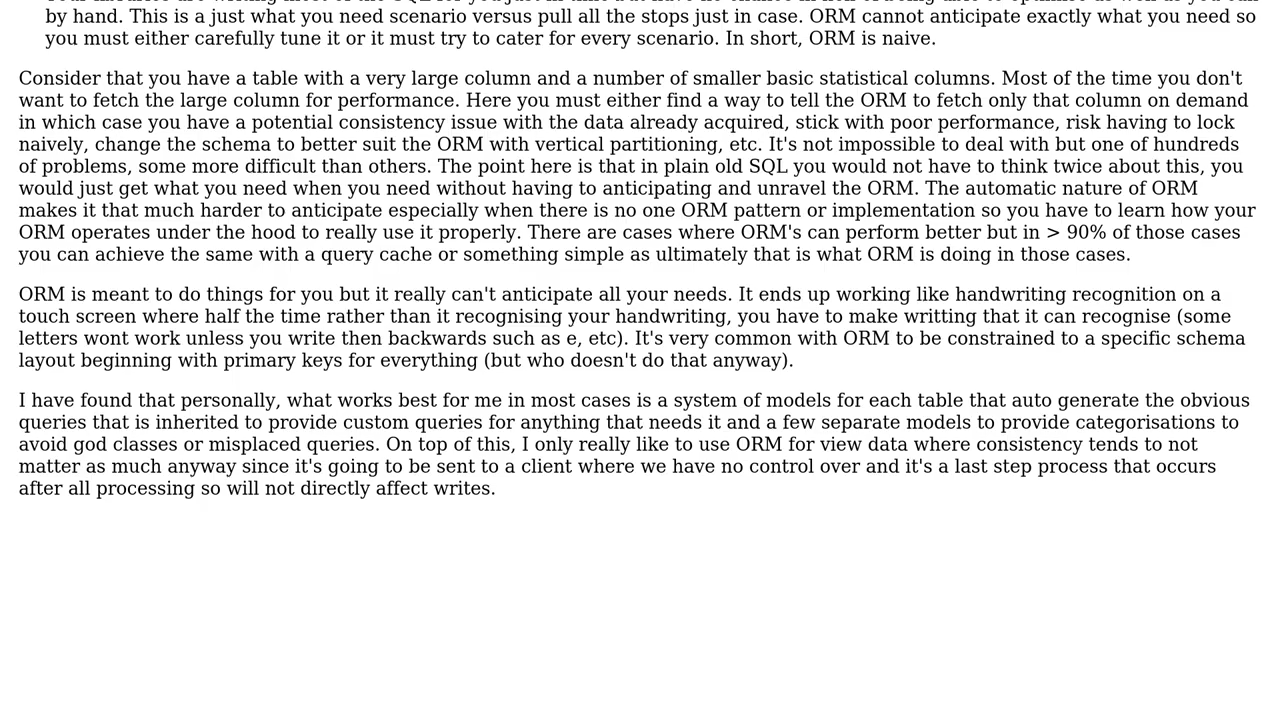 by hand. This is a just what you need scenario versus pull all the stops just in case. ORM cannot anticipate exactly what you need so
you must either carefully tune it or it must try to cater for every scenario. In short, ORM is naive.
Consider that you have a table with a very large column and a number of smaller basic statistical columns. Most of the time you don't
want to fetch the large column for performance. Here you must either find a way to tell the ORM to fetch only that column on demand
in which case you have a potential consistency issue with the data already acquired, stick with poor performance, risk having to lock
naively, change the schema to better suit the ORM with vertical partitioning, etc. It's not impossible to deal with but one of hundreds
of problems, some more difficult than others. The point here is that in plain old SQL you would not have to think twice about this, you
would just get what you need when you need without having to anticipating and unravel the ORM. The automatic nature of ORM
makes it that much harder to anticipate especially when there is no one ORM pattern or implementation so you have to learn how your
ORM operates under the hood to really use it properly. There are cases where ORM's can perform better but in > 90% of those cases
you can achieve the same with a query cache or something simple as ultimately that is what ORM is doing in those cases.
ORM is meant to do things for you but it really can't anticipate all your needs. It ends up working like handwriting recognition on a
touch screen where half the time rather than it recognising your handwriting, you have to make writting that it can recognise (some
letters wont work unless you write then backwards such as e, etc). It's very common with ORM to be constrained to a specific schema
layout beginning with primary keys for everything (but who doesn't do that anyway).
I have found that personally, what works best for me in most cases is a system of models for each table that auto generate the obvious
queries that is inherited to provide custom queries for anything that needs it and a few separate models to provide categorisations to
avoid god classes or misplaced queries. On top of this, I only really like to use ORM for view data where consistency tends to not
matter as much anyway since it's going to be sent to a client where we have no control over and it's a last step process that occurs
after all processing so will not directly affect writes.